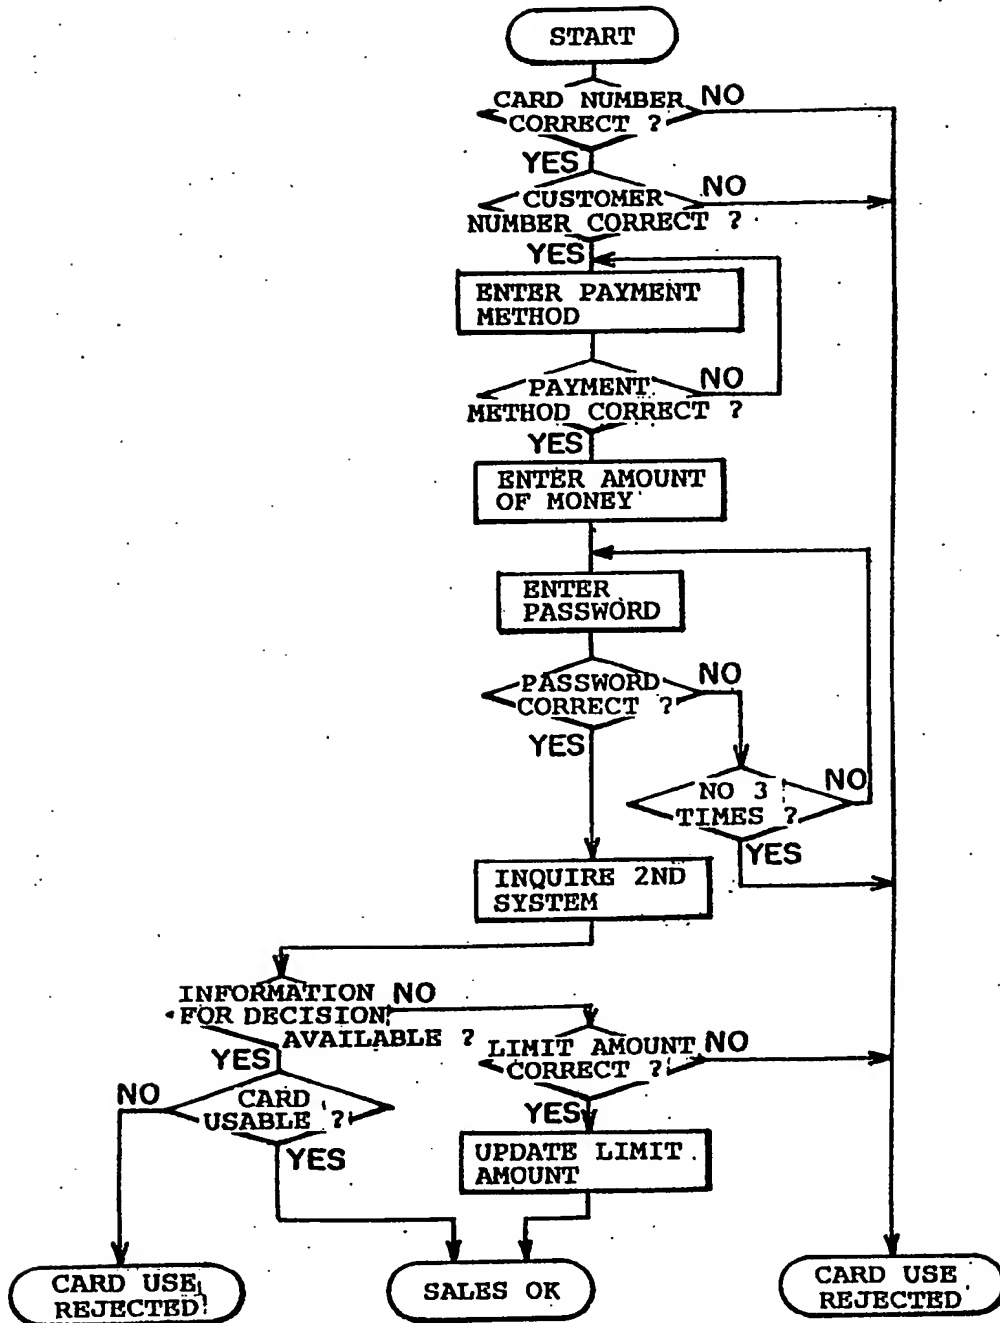 START
CARD NUMBER
CORRECT ?
NO
YES
CUSTOMER
NUMBER CORRECT ?
NO
YES
ENTER PAYMENT
METHOD
PAYMENT
METHOD CORRECT ?
NO
YES
ENTER AMOUNT
OF MONEY
ENTER
PASSWORD
PASSWORD
CORRECT ?
NO
YES
NO 3
TIMES ?
NO
YES
INQUIRE 2ND
SYSTEM
INFORMATION
FOR DECISION
AVAILABLE ?
NO
YES
LIMIT AMOUNT
CORRECT ?
NO
YES
CARD
USABLE ?
NO
YES
UPDATE LIMIT
AMOUNT
CARD USE
REJECTED
SALES OK
CARD USE
REJECTED